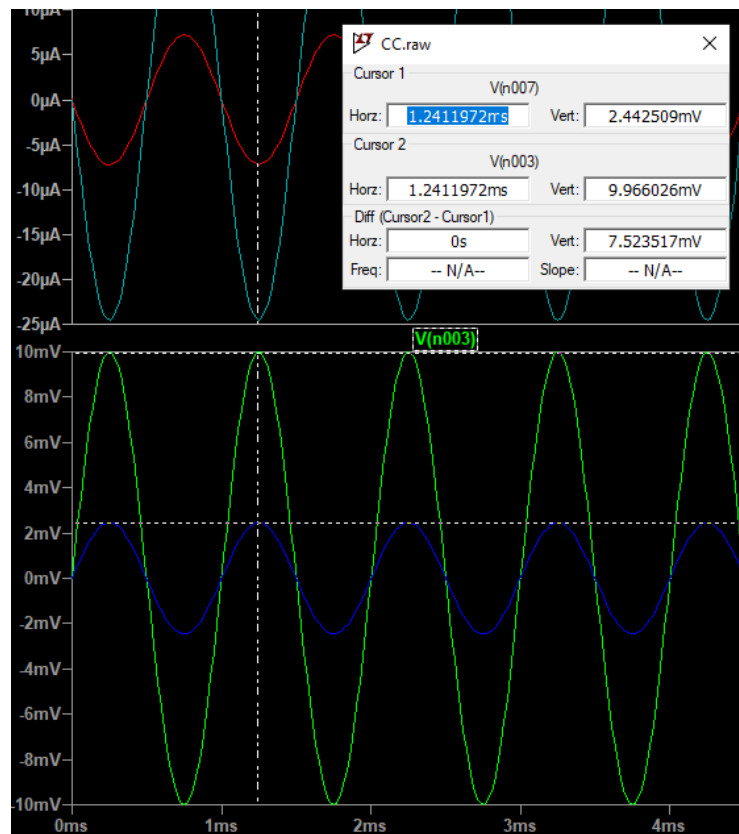 10µA
5µA
0µA
-5µA
-10µA
-15µA
-20µA
-25µA
CC.raw
Cursor 1
V(n007)
Horz: 1.2411972ms Vert: 2.442509mV
Cursor 2
V(n003)
Horz: 1.2411972ms Vert: 9.966026mV
Diff (Cursor2 - Cursor1)
Horz: 0s Vert: 7.523517mV
Freq: -- N/A-- Slope: -- N/A--
V(n003)
10mV
8mV
6mV
4mV
2mV
0mV
-2mV
-4mV
-6mV
-8mV
-10mV
0ms 1ms 2ms 3ms 4ms